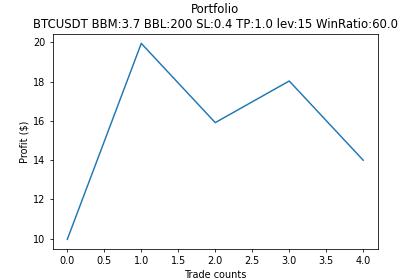 Portfolio
BTCUSDT BBM:3.7 BBL:200 SL:0.4 TP:1.0 lev:15 WinRatio:60.0
20
18
16
14
12
10
Profit ($)
0.0 0.5 1.0 1.5 2.0 2.5 3.0 3.5 4.0
Trade counts